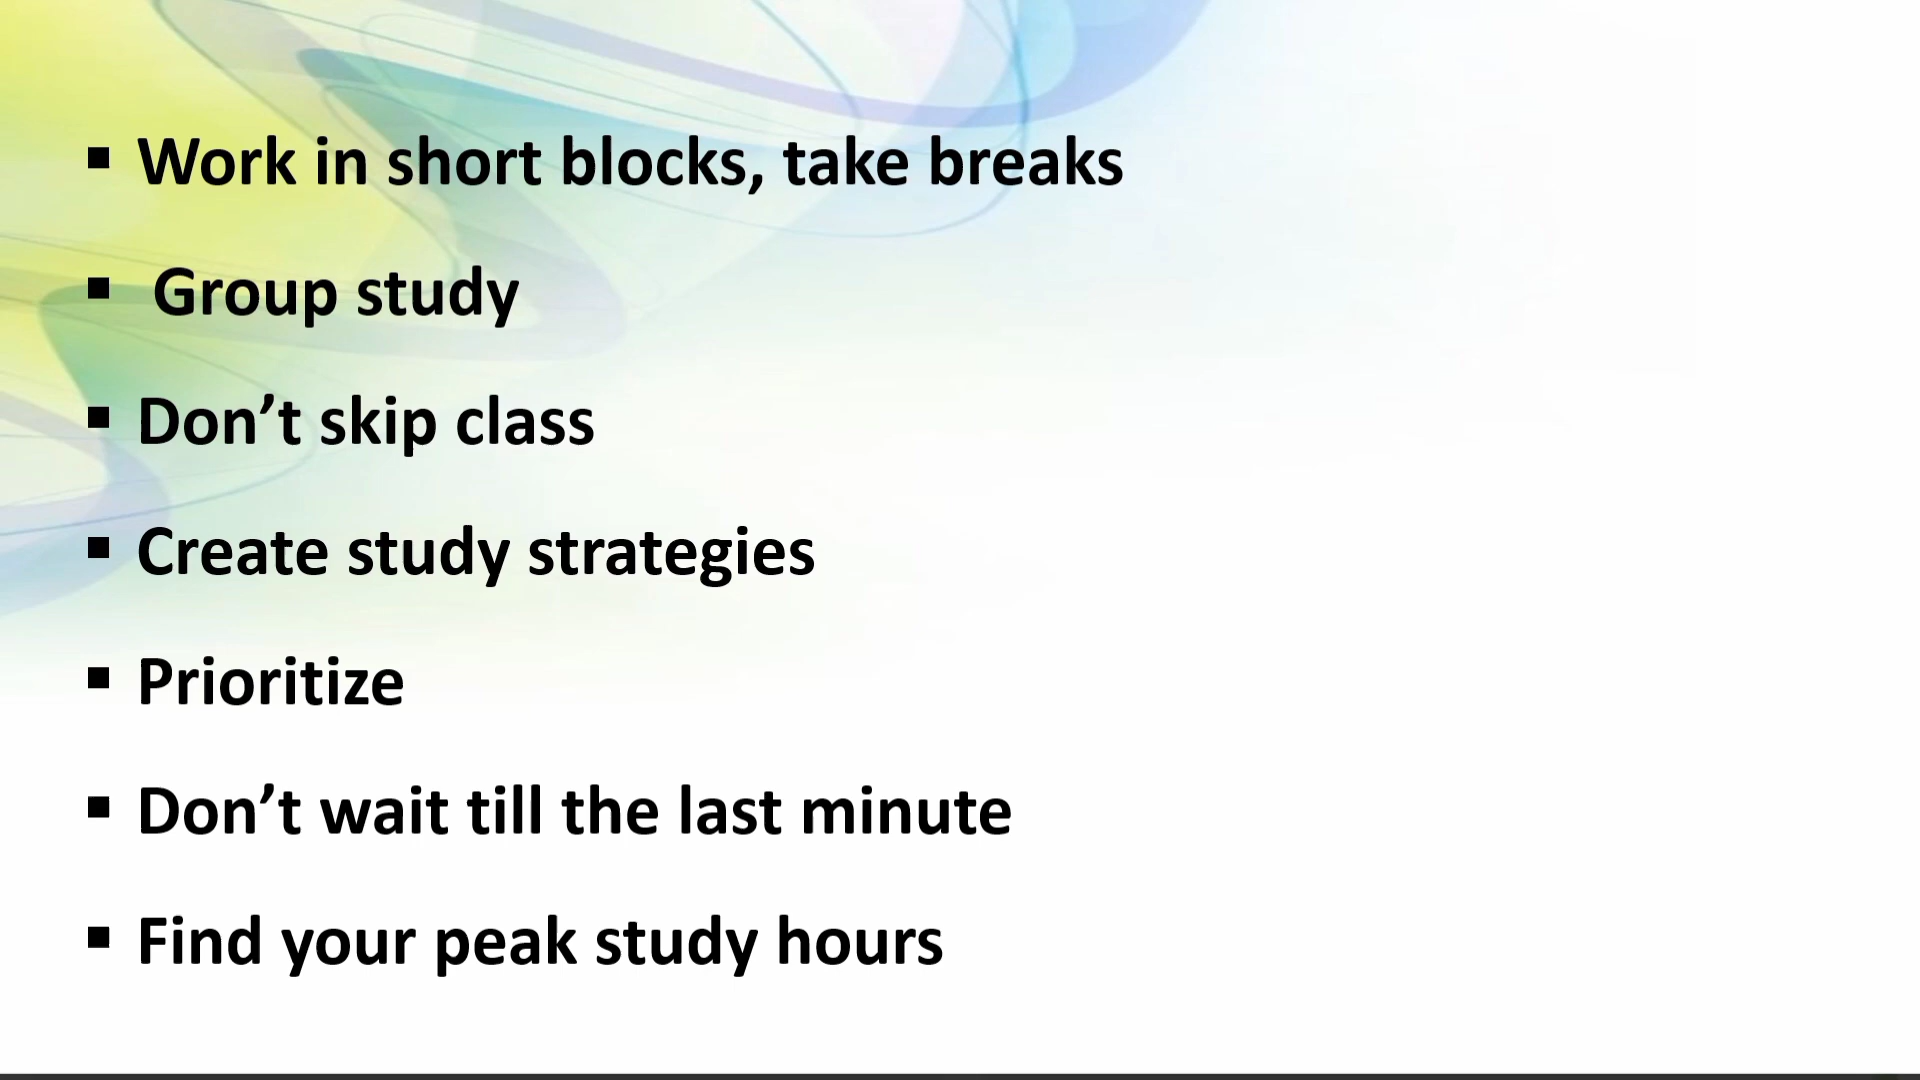 ▪ Work in short blocks, take breaks
▪ Group study
▪ Don’t skip class
▪ Create study strategies
▪ Prioritize
▪ Don’t wait till the last minute
▪ Find your peak study hours